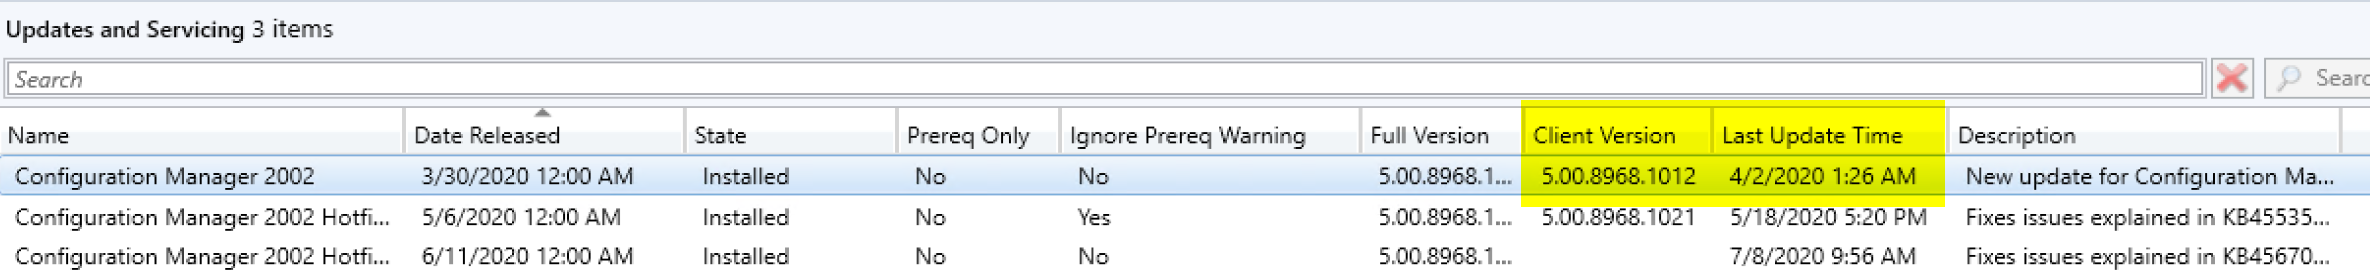 Updates and Servicing 3 items
Search Searc
Name Date Released State Prereq Only Ignore Prereq Warning Full Version Client Version Last Update Time Description
Configuration Manager 2002 3/30/2020 12:00 AM Installed No No 5.00.8968.1... 5.00.8968.1012 4/2/2020 1:26 AM New update for Configuration Ma...
Configuration Manager 2002 Hotfi... 5/6/2020 12:00 AM Installed No Yes 5.00.8968.1... 5.00.8968.1021 5/18/2020 5:20 PM Fixes issues explained in KB45535...
Configuration Manager 2002 Hotfi... 6/11/2020 12:00 AM Installed No No 5.00.8968.1... 7/8/2020 9:56 AM Fixes issues explained in KB45670...